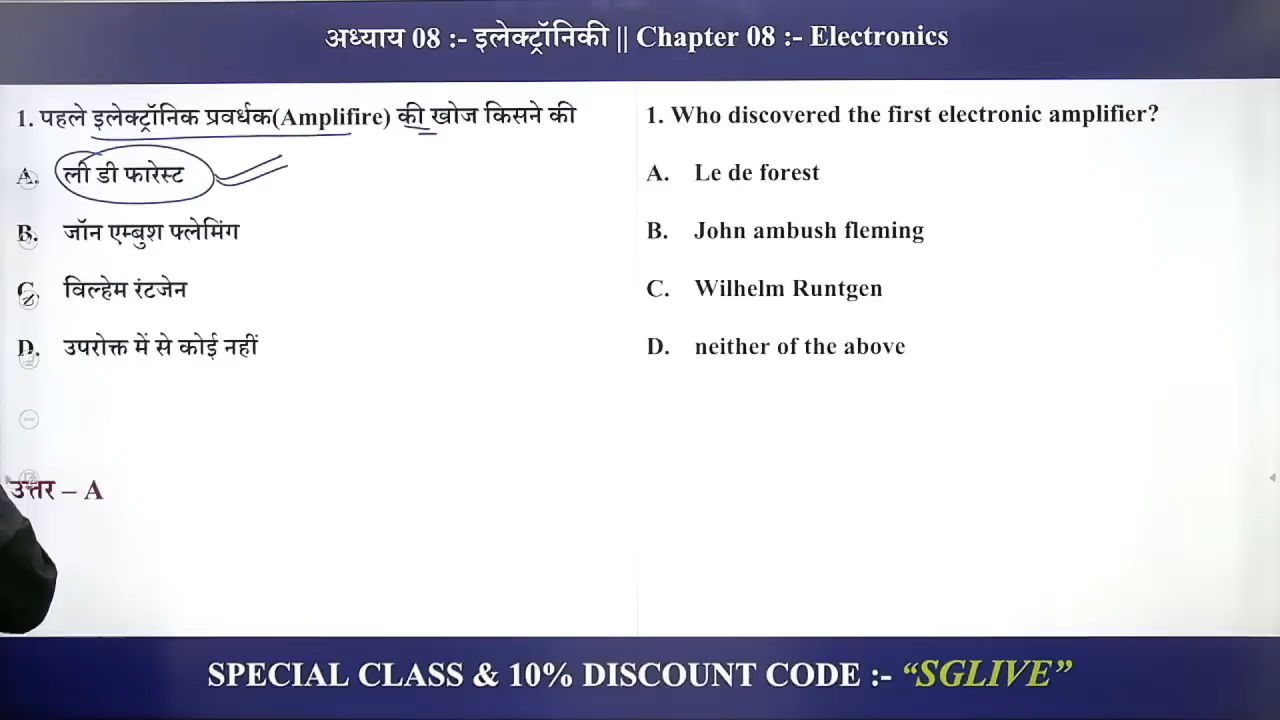 अध्याय 08 :- इलेक्ट्रॉनिकी || Chapter 08 :- Electronics
1. पहले इलेक्ट्रॉनिक प्रवर्धक(Amplifire) की खोज किसने की
A. ली डी फारेस्ट
B. जॉन एम्बुश फ्लेमिंग
C. विल्हेम रंटजेन
D. उपरोक्त में से कोई नहीं
उत्तर – A
1. Who discovered the first electronic amplifier?
A. Le de forest
B. John ambush fleming
C. Wilhelm Runtgen
D. neither of the above
SPECIAL CLASS & 10% DISCOUNT CODE :- “SGLIVE”